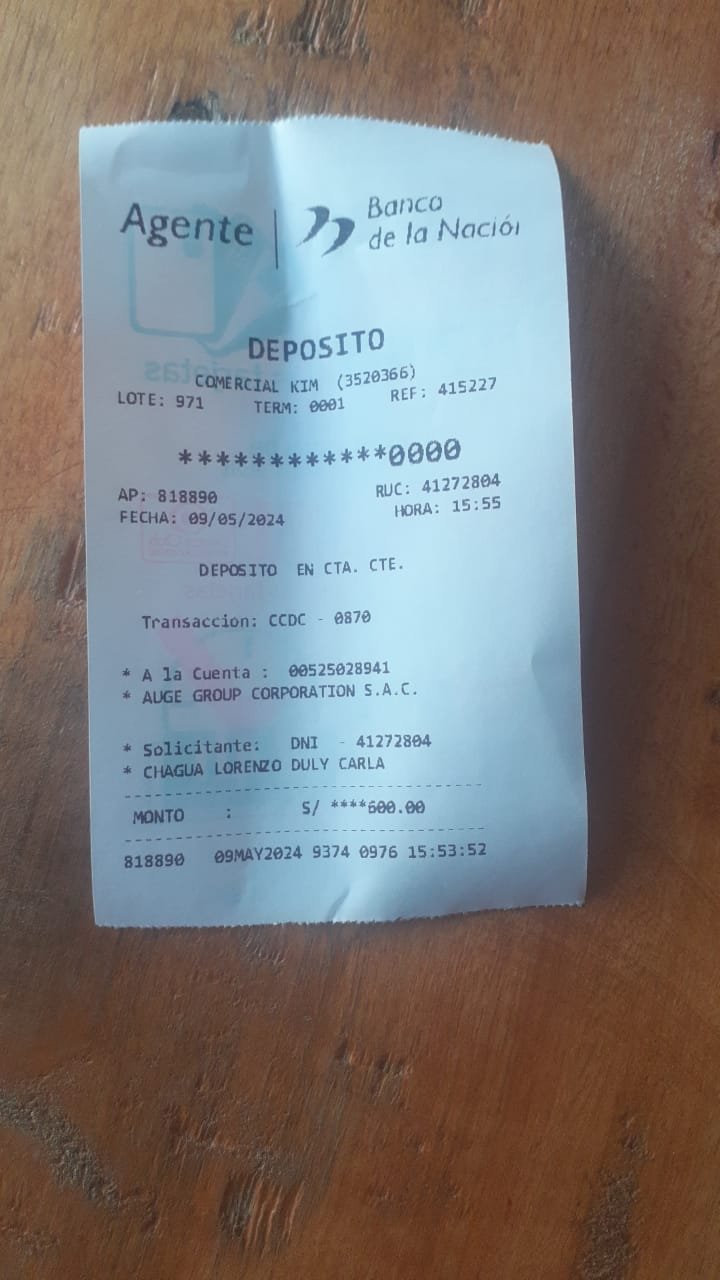 Agente | Banco
de la Nación
DEPOSITO
COMERCIAL KIM (3520366)
LOTE: 971 TERM: 0001 REF: 415227
************0000
AP: 818890 RUC: 41272804
FECHA: 09/05/2024 HORA: 15:55
DEPOSITO EN CTA. CTE.
Transaccion: CCDC - 0870
* A la Cuenta : 00525028941
* AUGE GROUP CORPORATION S.A.C.
* Solicitante: DNI - 41272804
* CHAGUA LORENZO DULY CARLA
MONTO : S/ ****600.00
818890 09MAY2024 9374 0976 15:53:52